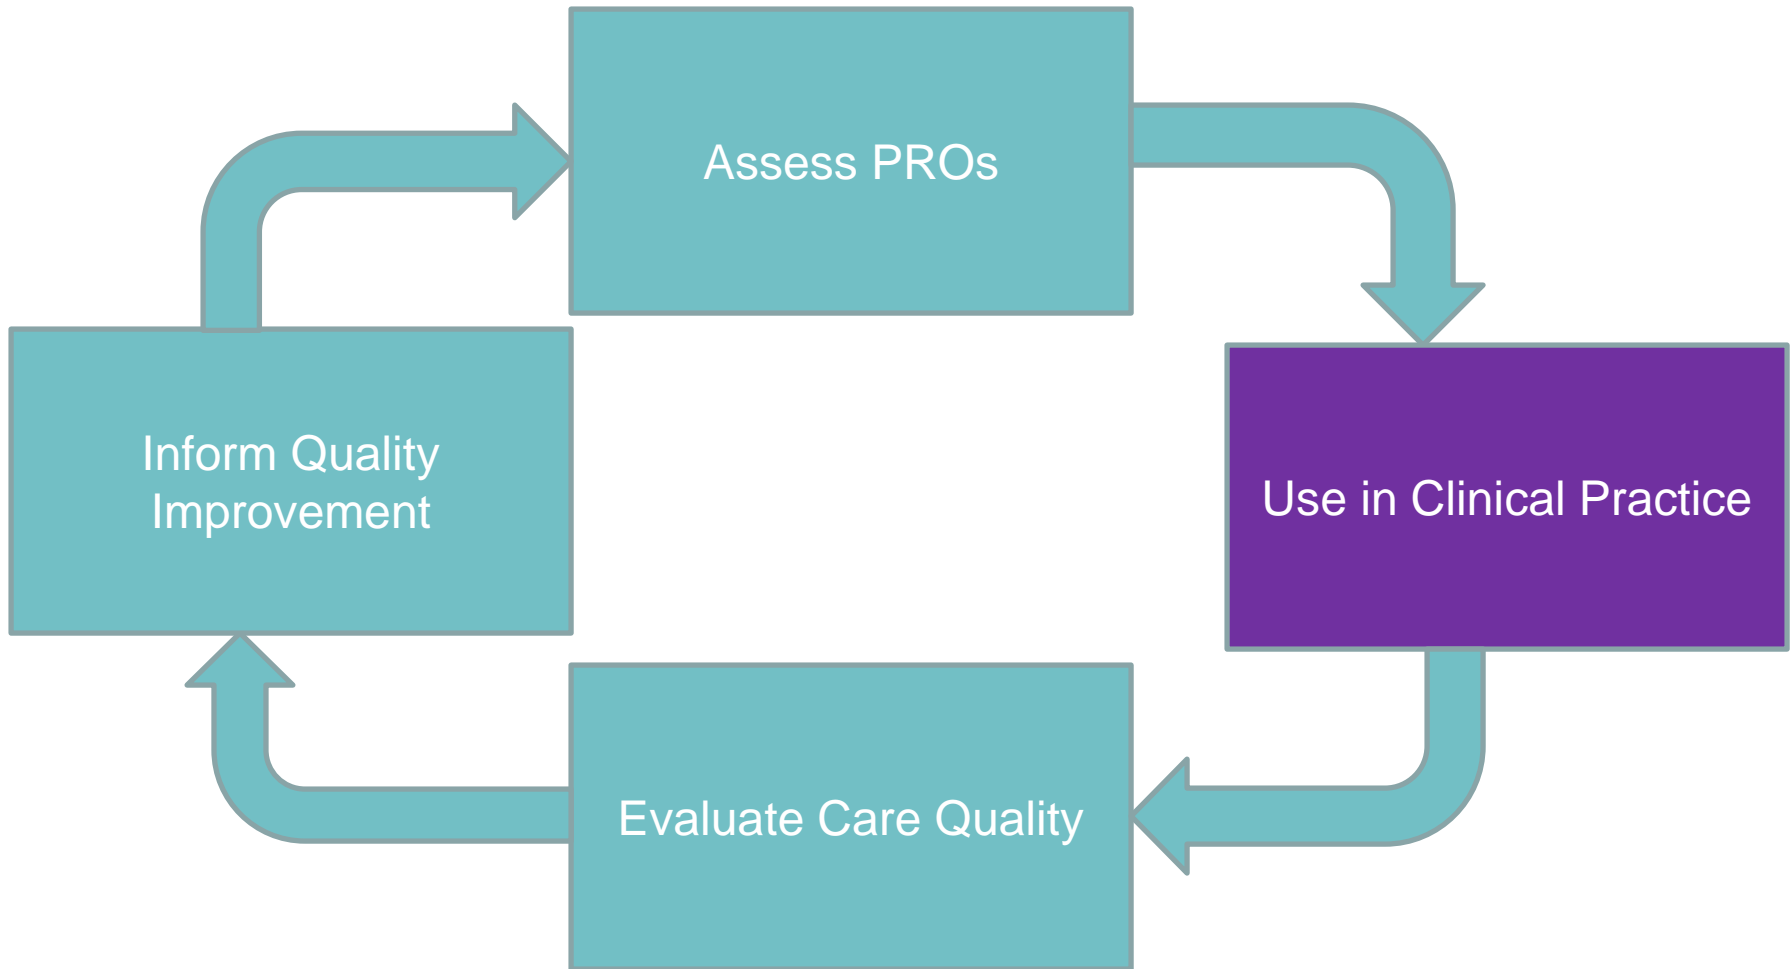 Assess PROs
Inform Quality
Improvement
Use in Clinical Practice
Evaluate Care Quality